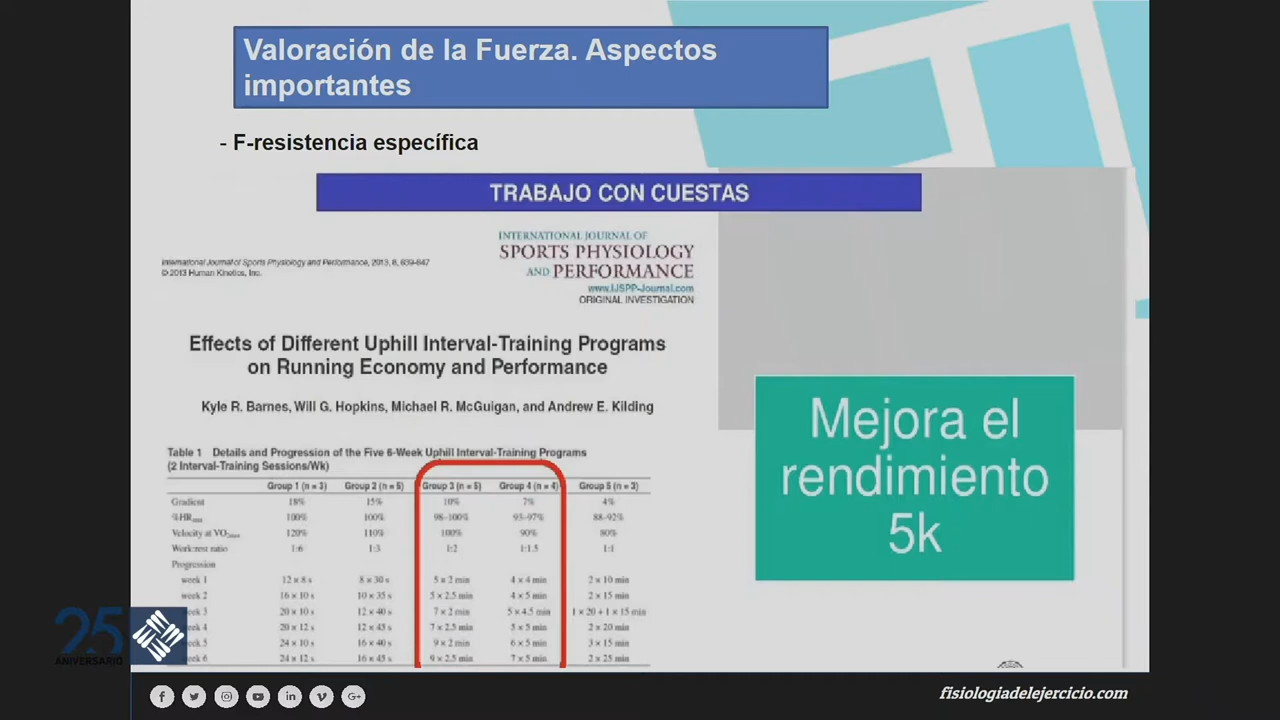 Valoración de la Fuerza. Aspectos
importantes
- F-resistencia específica
TRABAJO CON CUESTAS
INTERNATIONAL JOURNAL OF
SPORTS PHYSIOLOGY
AND PERFORMANCE
www.IJSPP-Journal.com
ORIGINAL INVESTIGATION
International Journal of Sports Physiology and Performance, 2013, 8, 639-647
© 2013 Human Kinetics, Inc.
Effects of Different Uphill Interval-Training Programs
on Running Economy and Performance
Kyle R. Barnes, Will G. Hopkins, Michael R. McGuigan, and Andrew E. Kilding
Mejora el
rendimiento
5k
Table 1 Details and Progression of the Five 6-Week Uphill Interval-Training Programs
(2 Interval-Training Sessions/Wk)
Group 1 (n = 3) Group 2 (n = 5) Group 3 (n = 5) Group 4 (n = 4) Group 5 (n = 3)
Gradient 18% 15% 10% 7% 4%
%HRmax 100% 100% 98–100% 93–97% 88–92%
Velocity at VO2max 120% 110% 100% 90% 80%
Work:rest ratio 1:6 1:3 1:2 1:1.5 1:1
Progression
week 1 12 × 8 s 8 × 30 s 5 × 2 min 4 × 4 min 2 × 10 min
week 2 16 × 10 s 10 × 35 s 5 × 2.5 min 4 × 5 min 2 × 15 min
eek 3 20 × 10 s 12 × 40 s 7 × 2 min 5 × 4.5 min 1 × 20 + 1 × 15 min
eek 4 20 × 12 s 12 × 45 s 7 × 2.5 min 5 × 5 min 2 × 20 min
eek 5 24 × 10 s 16 × 40 s 9 × 2 min 6 × 5 min 3 × 15 min
eek 6 24 × 12 s 16 × 45 s 9 × 2.5 min 7 × 5 min 2 × 25 min
25
ANIVERSARIO
fisiologiadelejercicio.com